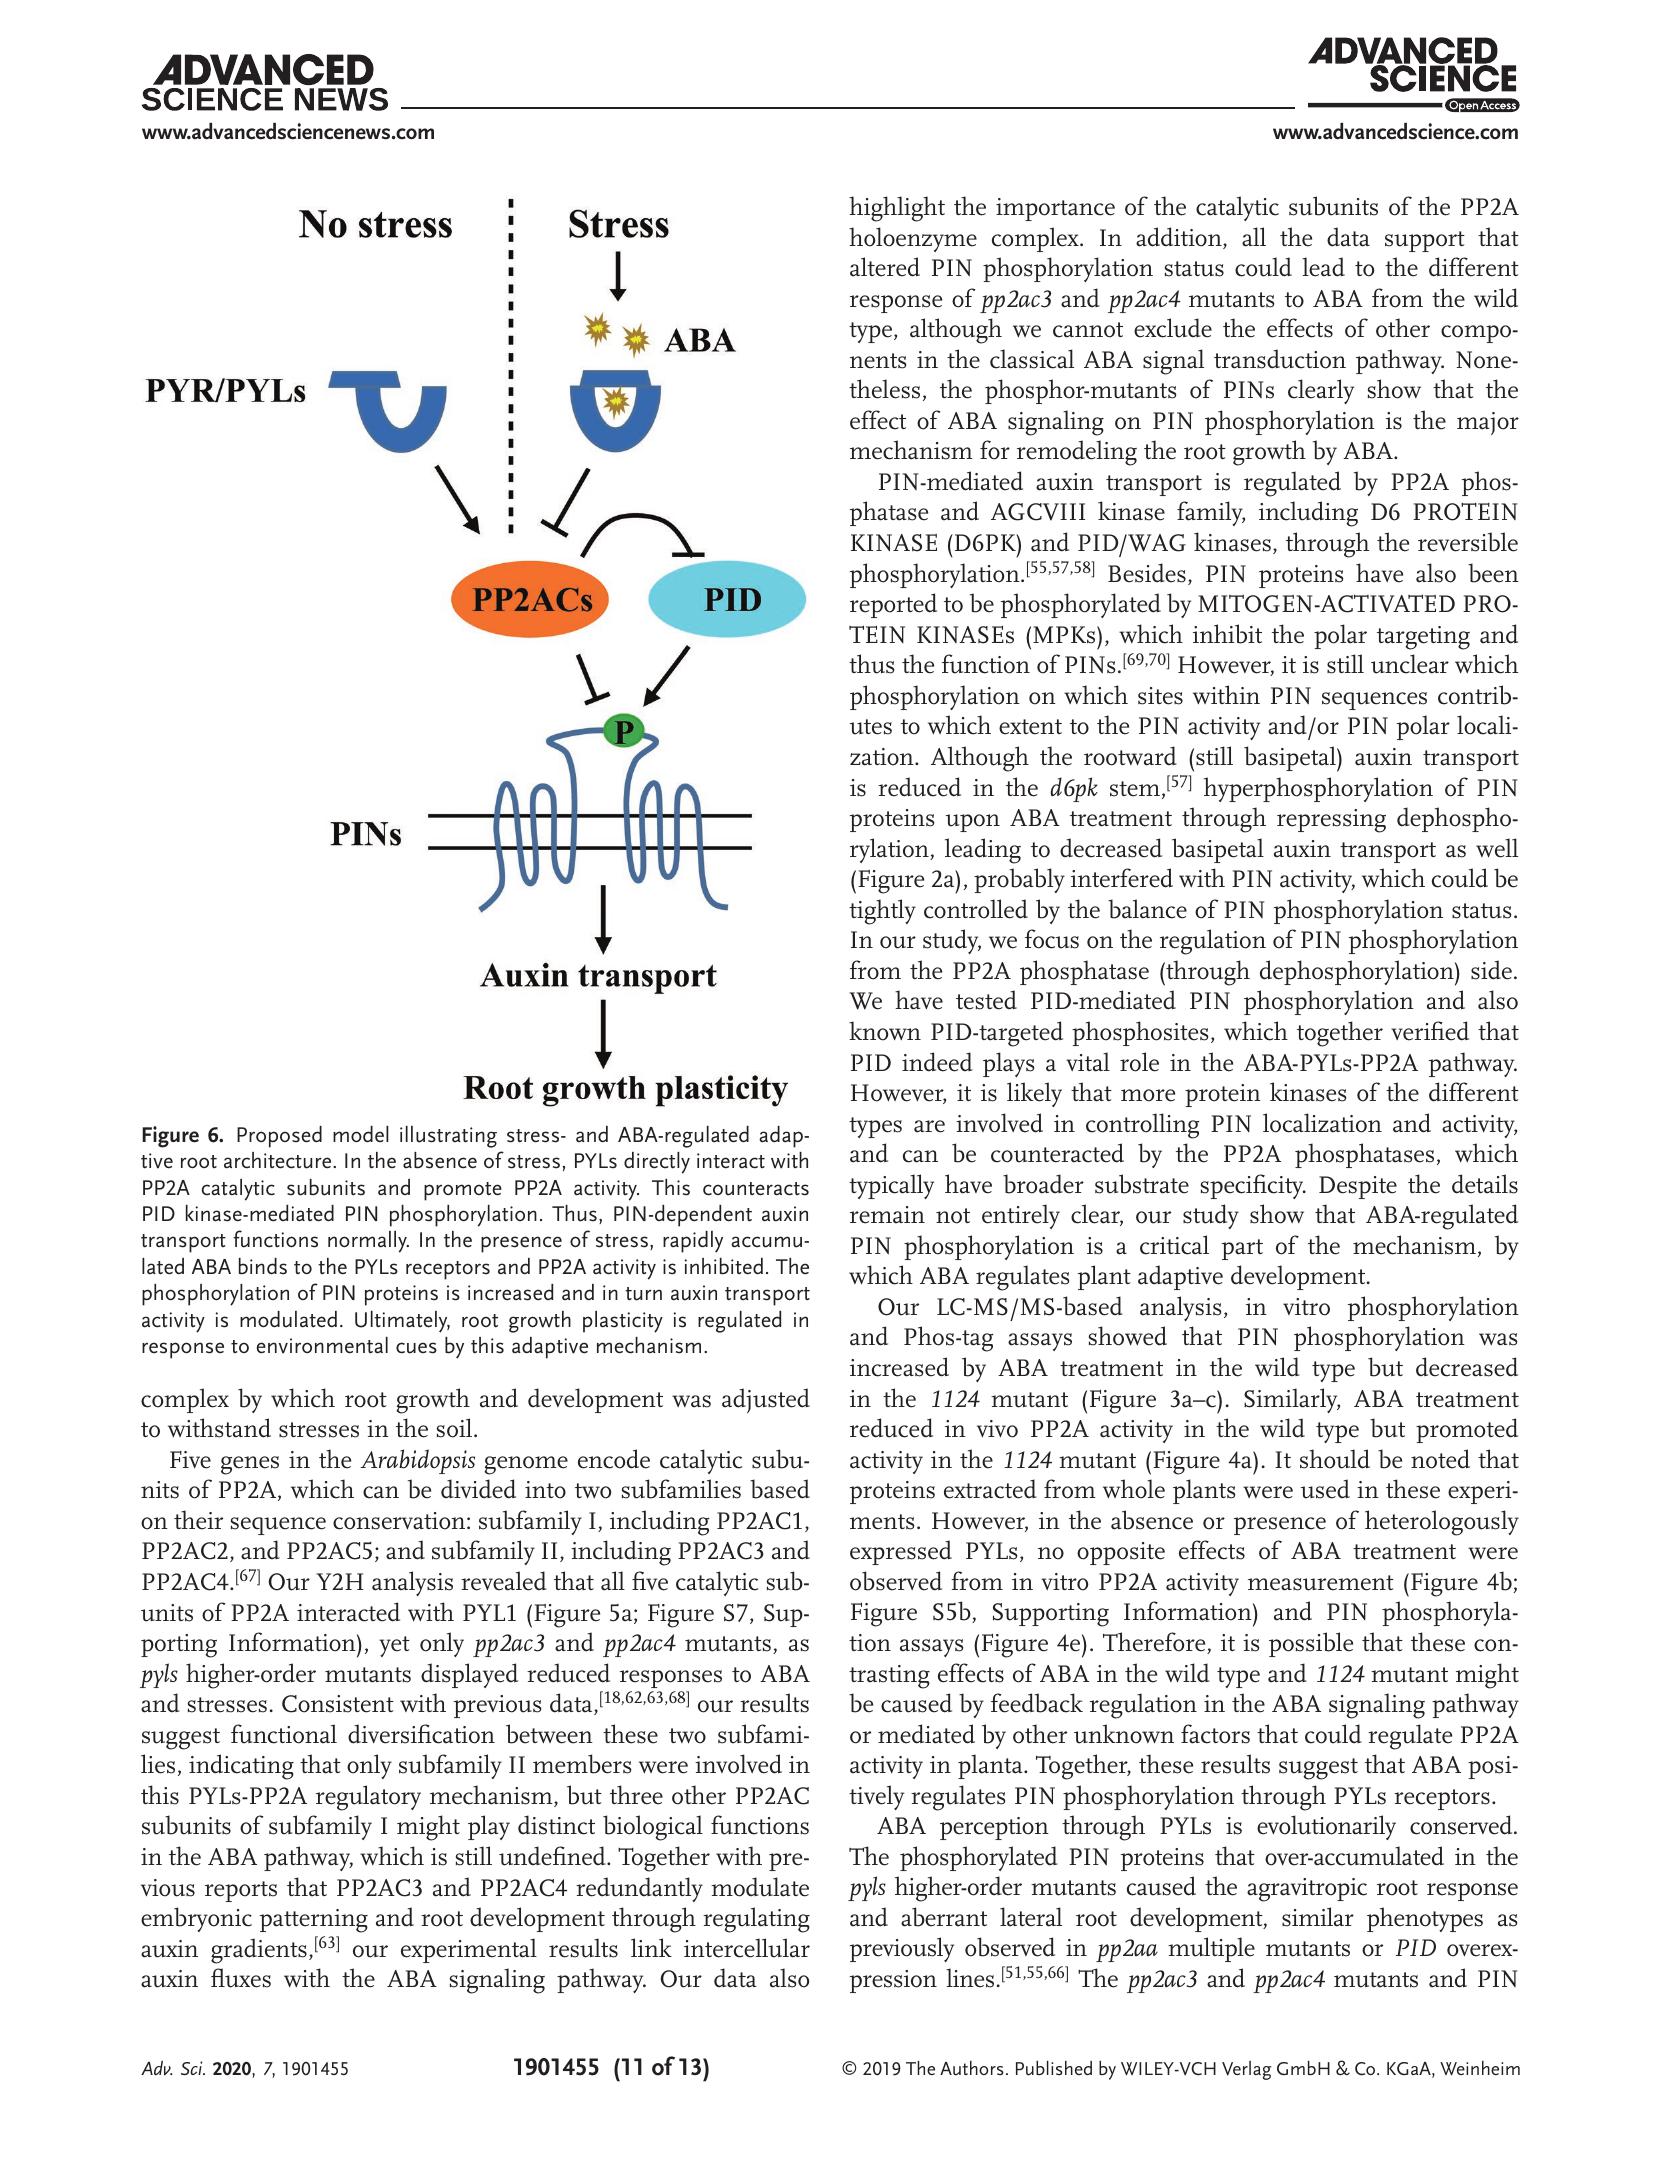 ADVANCED
SCIENCE NEWS
www.advancedsciencenews.com
ADVANCED
SCIENCE
Open Access
www.advancedscience.com
No stress
Stress
ABA
PYR/PYLs
PP2ACs
PID
P
PINs
Auxin transport
Root growth plasticity
Figure 6. Proposed model illustrating stress- and ABA-regulated adap-
tive root architecture. In the absence of stress, PYLs directly interact with
PP2A catalytic subunits and promote PP2A activity. This counteracts
PID kinase-mediated PIN phosphorylation. Thus, PIN-dependent auxin
transport functions normally. In the presence of stress, rapidly accumu-
lated ABA binds to the PYLs receptors and PP2A activity is inhibited. The
phosphorylation of PIN proteins is increased and in turn auxin transport
activity is modulated. Ultimately, root growth plasticity is regulated in
response to environmental cues by this adaptive mechanism.
complex by which root growth and development was adjusted
to withstand stresses in the soil.
Five genes in the Arabidopsis genome encode catalytic subu-
nits of PP2A, which can be divided into two subfamilies based
on their sequence conservation: subfamily I, including PP2AC1,
PP2AC2, and PP2AC5; and subfamily II, including PP2AC3 and
PP2AC4.[67] Our Y2H analysis revealed that all five catalytic sub-
units of PP2A interacted with PYL1 (Figure 5a; Figure S7, Sup-
porting Information), yet only pp2ac3 and pp2ac4 mutants, as
pyls higher-order mutants displayed reduced responses to ABA
and stresses. Consistent with previous data,[18,62,63,68] our results
suggest functional diversification between these two subfami-
lies, indicating that only subfamily II members were involved in
this PYLs-PP2A regulatory mechanism, but three other PP2AC
subunits of subfamily I might play distinct biological functions
in the ABA pathway, which is still undefined. Together with pre-
vious reports that PP2AC3 and PP2AC4 redundantly modulate
embryonic patterning and root development through regulating
auxin gradients,[63] our experimental results link intercellular
auxin fluxes with the ABA signaling pathway. Our data also
highlight the importance of the catalytic subunits of the PP2A
holoenzyme complex. In addition, all the data support that
altered PIN phosphorylation status could lead to the different
response of pp2ac3 and pp2ac4 mutants to ABA from the wild
type, although we cannot exclude the effects of other compo-
nents in the classical ABA signal transduction pathway. None-
theless, the phosphor-mutants of PINs clearly show that the
effect of ABA signaling on PIN phosphorylation is the major
mechanism for remodeling the root growth by ABA.
PIN-mediated auxin transport is regulated by PP2A phos-
phatase and AGCVIII kinase family, including D6 PROTEIN
KINASE (D6PK) and PID/WAG kinases, through the reversible
phosphorylation.[55,57,58] Besides, PIN proteins have also been
reported to be phosphorylated by MITOGEN-ACTIVATED PRO-
TEIN KINASEs (MPKs), which inhibit the polar targeting and
thus the function of PINs.[69,70] However, it is still unclear which
phosphorylation on which sites within PIN sequences contrib-
utes to which extent to the PIN activity and/or PIN polar locali-
zation. Although the rootward (still basipetal) auxin transport
is reduced in the d6pk stem,[57] hyperphosphorylation of PIN
proteins upon ABA treatment through repressing dephospho-
rylation, leading to decreased basipetal auxin transport as well
(Figure 2a), probably interfered with PIN activity, which could be
tightly controlled by the balance of PIN phosphorylation status.
In our study, we focus on the regulation of PIN phosphorylation
from the PP2A phosphatase (through dephosphorylation) side.
We have tested PID-mediated PIN phosphorylation and also
known PID-targeted phosphosites, which together verified that
PID indeed plays a vital role in the ABA-PYLs-PP2A pathway.
However, it is likely that more protein kinases of the different
types are involved in controlling PIN localization and activity,
and can be counteracted by the PP2A phosphatases, which
typically have broader substrate specificity. Despite the details
remain not entirely clear, our study show that ABA-regulated
PIN phosphorylation is a critical part of the mechanism, by
which ABA regulates plant adaptive development.
Our LC-MS/MS-based analysis, in vitro phosphorylation
and Phos-tag assays showed that PIN phosphorylation was
increased by ABA treatment in the wild type but decreased
in the 1124 mutant (Figure 3a–c). Similarly, ABA treatment
reduced in vivo PP2A activity in the wild type but promoted
activity in the 1124 mutant (Figure 4a). It should be noted that
proteins extracted from whole plants were used in these experi-
ments. However, in the absence or presence of heterologously
expressed PYLs, no opposite effects of ABA treatment were
observed from in vitro PP2A activity measurement (Figure 4b;
Figure S5b, Supporting Information) and PIN phosphoryla-
tion assays (Figure 4e). Therefore, it is possible that these con-
trasting effects of ABA in the wild type and 1124 mutant might
be caused by feedback regulation in the ABA signaling pathway
or mediated by other unknown factors that could regulate PP2A
activity in planta. Together, these results suggest that ABA posi-
tively regulates PIN phosphorylation through PYLs receptors.
ABA perception through PYLs is evolutionarily conserved.
The phosphorylated PIN proteins that over-accumulated in the
pyls higher-order mutants caused the agravitropic root response
and aberrant lateral root development, similar phenotypes as
previously observed in pp2aa multiple mutants or PID overex-
pression lines.[51,55,66] The pp2ac3 and pp2ac4 mutants and PIN
Adv. Sci. 2020, 7, 1901455
1901455 (11 of 13)
© 2019 The Authors. Published by WILEY-VCH Verlag GmbH & Co. KGaA, Weinheim